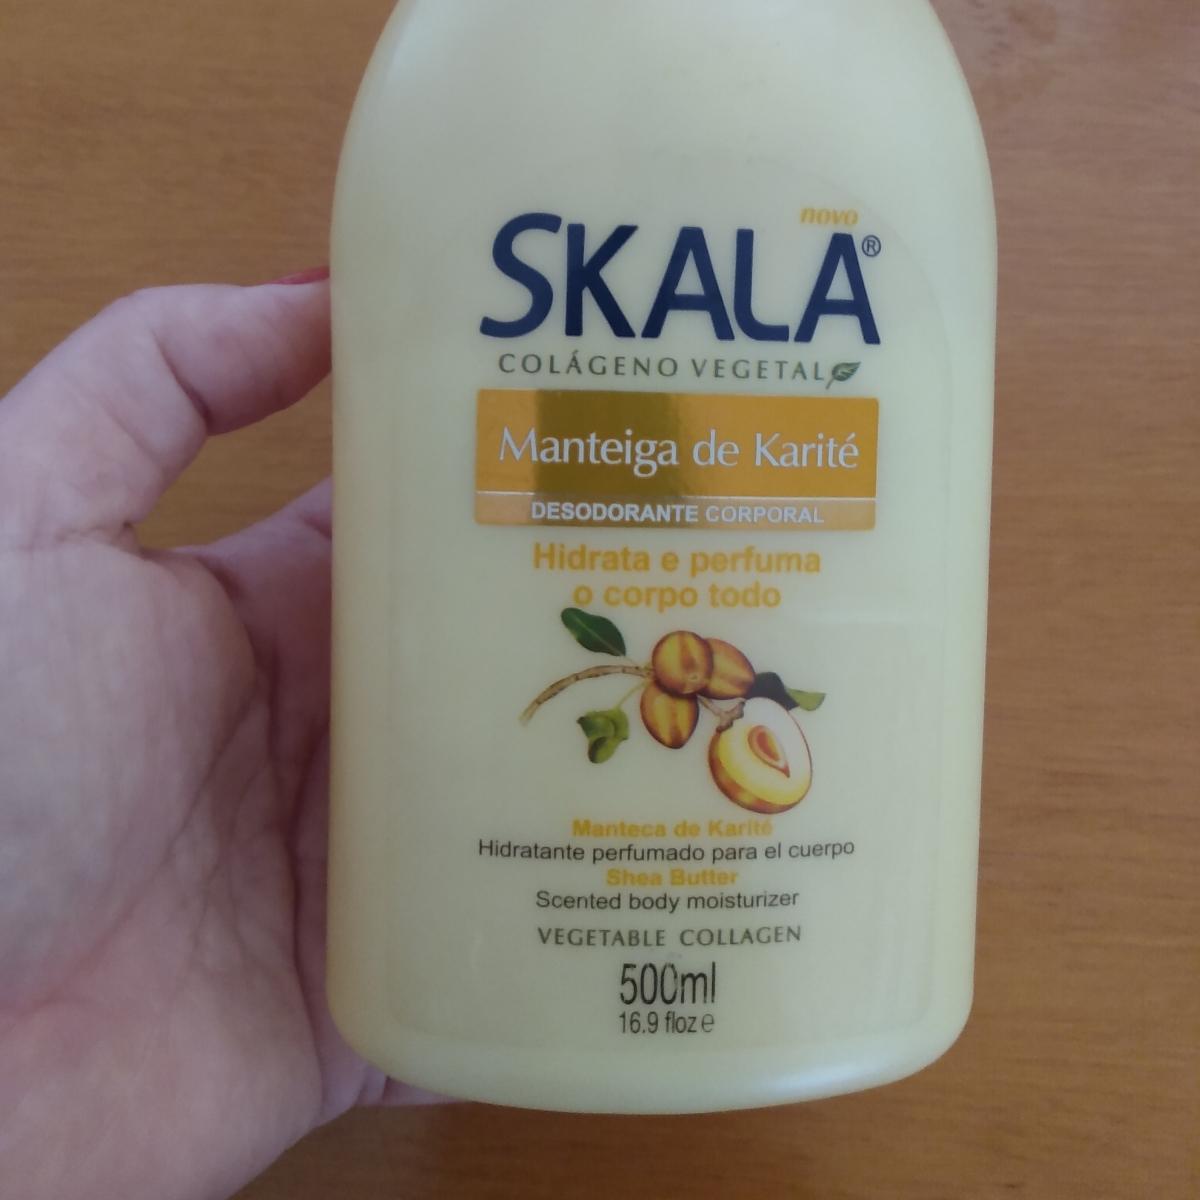 novo
SKALA®
COLÁGENO VEGETAL
Manteiga de Karité
DESODORANTE CORPORAL
Hidrata e perfuma
o corpo todo
Manteca de Karité
Hidratante perfumado para el cuerpo
Shea Butter
Scented body moisturizer
VEGETABLE COLLAGEN
500ml
16.9 floz e